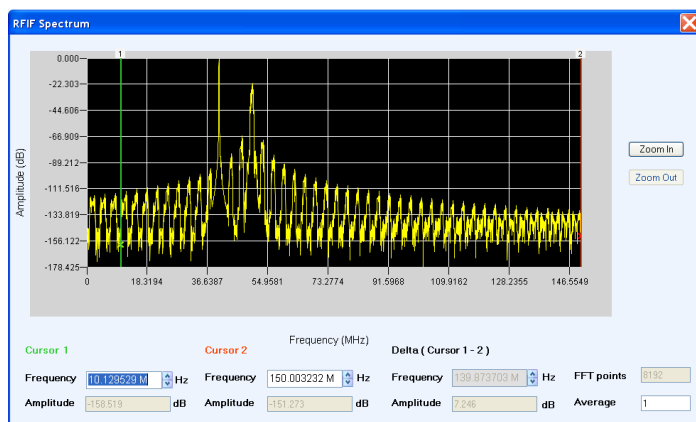 RFIF Spectrum
1 2
0.000
-22.303
-44.606
-66.909
-89.212
-111.516
-133.819
-156.122
-178.425
Amplitude (dB)
0 18.3194 36.6387 54.9581 73.2774 91.5968 109.9162 128.2355 146.5549
Frequency (MHz)
Zoom In
Zoom Out
Cursor 1 Cursor 2 Delta ( Cursor 1 - 2 )
Frequency 10.129529 M Hz Frequency 150.003232 M Hz Frequency 139.873703 M Hz FFT points 8192
Amplitude -158.519 dB Amplitude -151.273 dB Amplitude 7.246 dB Average 1